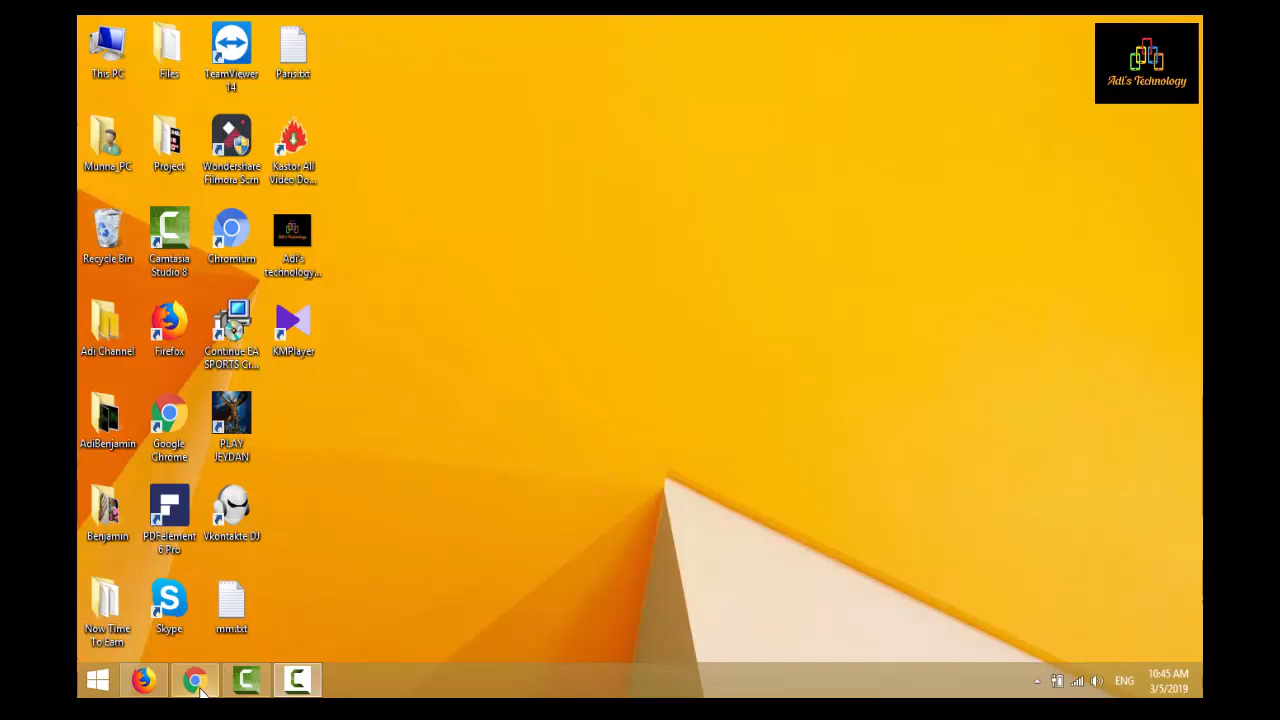 This PC
Files
TeamViewer
14
Paris.txt
Adi's Technology
Munna_PC
Project
Wondershare
Filmora Scrn
Kastor All
Video Do...
Recycle Bin
Camtasia
Studio 8
Chromium
Adi's
technology...
Adi Channel
Firefox
Continue EA
SPORTS Cr...
KMPlayer
AdiBenjamin
Google
Chrome
PLAY
JEYDAN
Benjamin
PDFelement
6 Pro
Vkontakte DJ
Now Time
To Earn
Skype
mm.txt
ENG
10:45 AM
3/5/2019